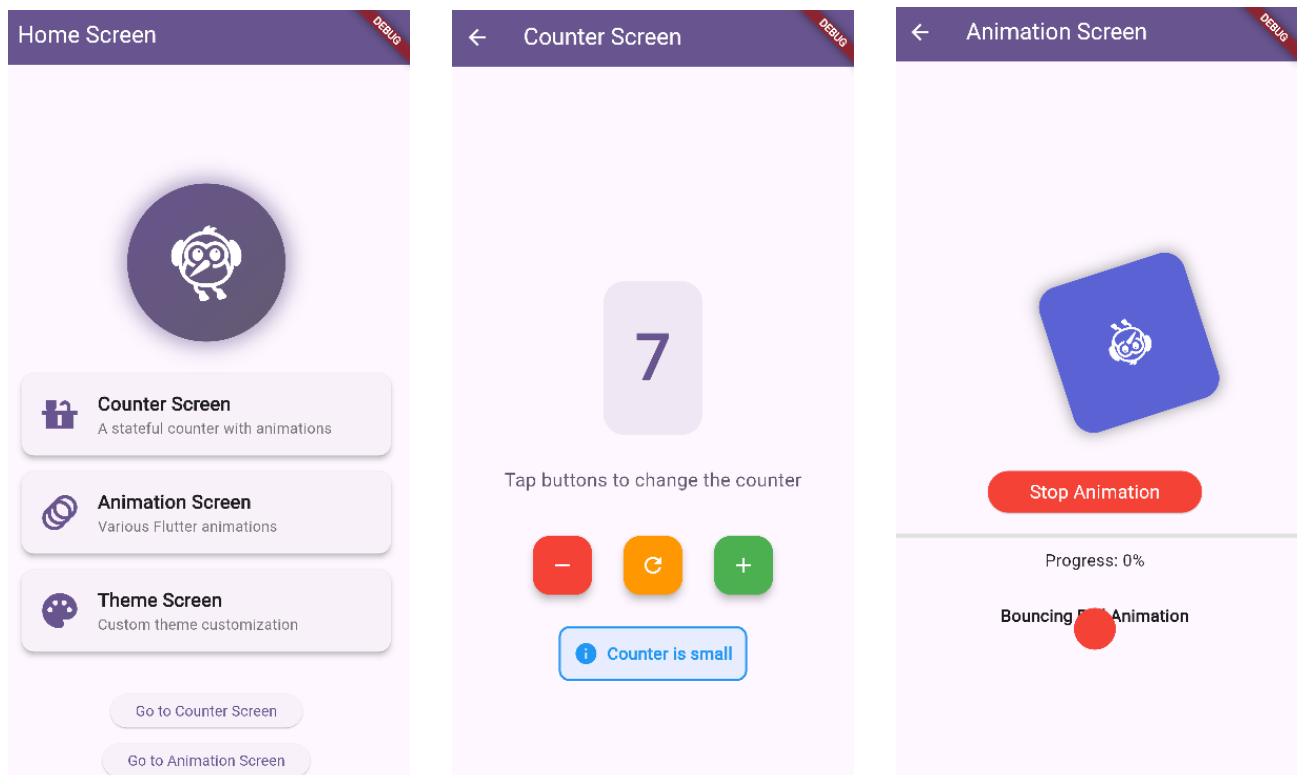 Home Screen
DEBUG
Counter Screen
A stateful counter with animations
Animation Screen
Various Flutter animations
Theme Screen
Custom theme customization
Go to Counter Screen
Go to Animation Screen
Counter Screen
DEBUG
7
Tap buttons to change the counter
Counter is small
Animation Screen
DEBUG
Stop Animation
Progress: 0%
Bouncing Animation